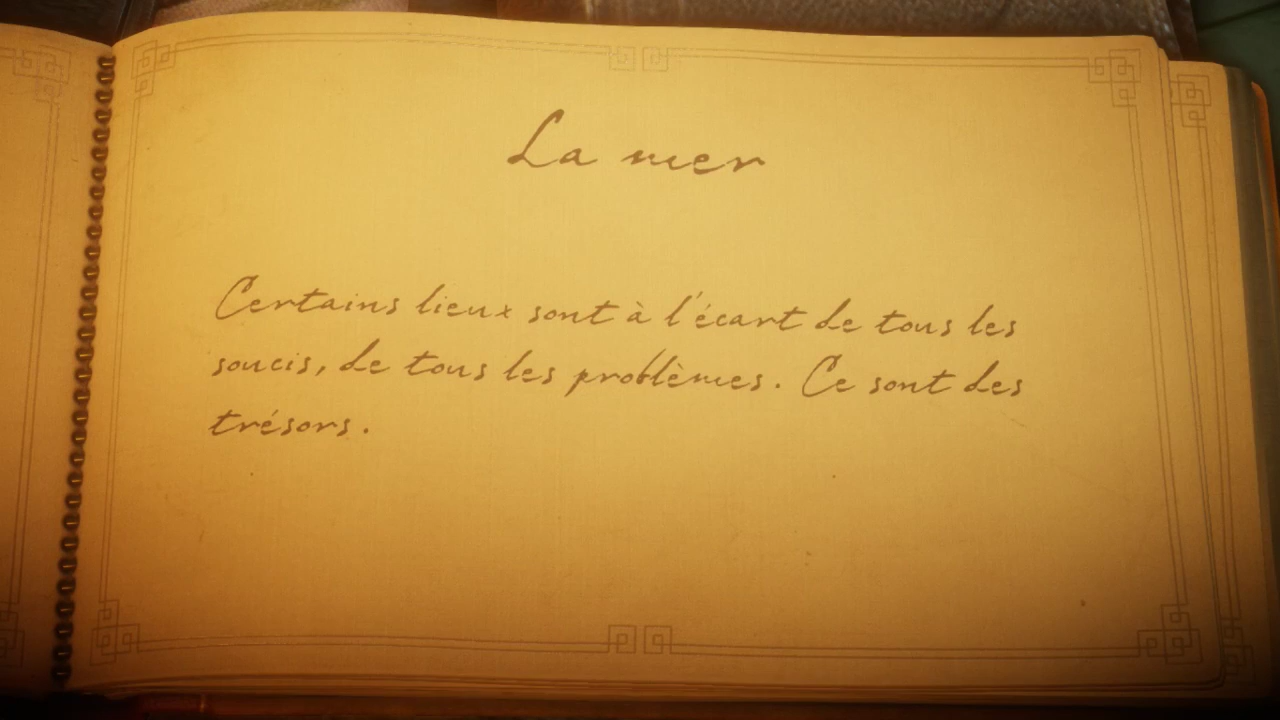 La mer
Certains lieux sont à l'écart de tous les
soucis, de tous les problèmes. Ce sont des
trésors.